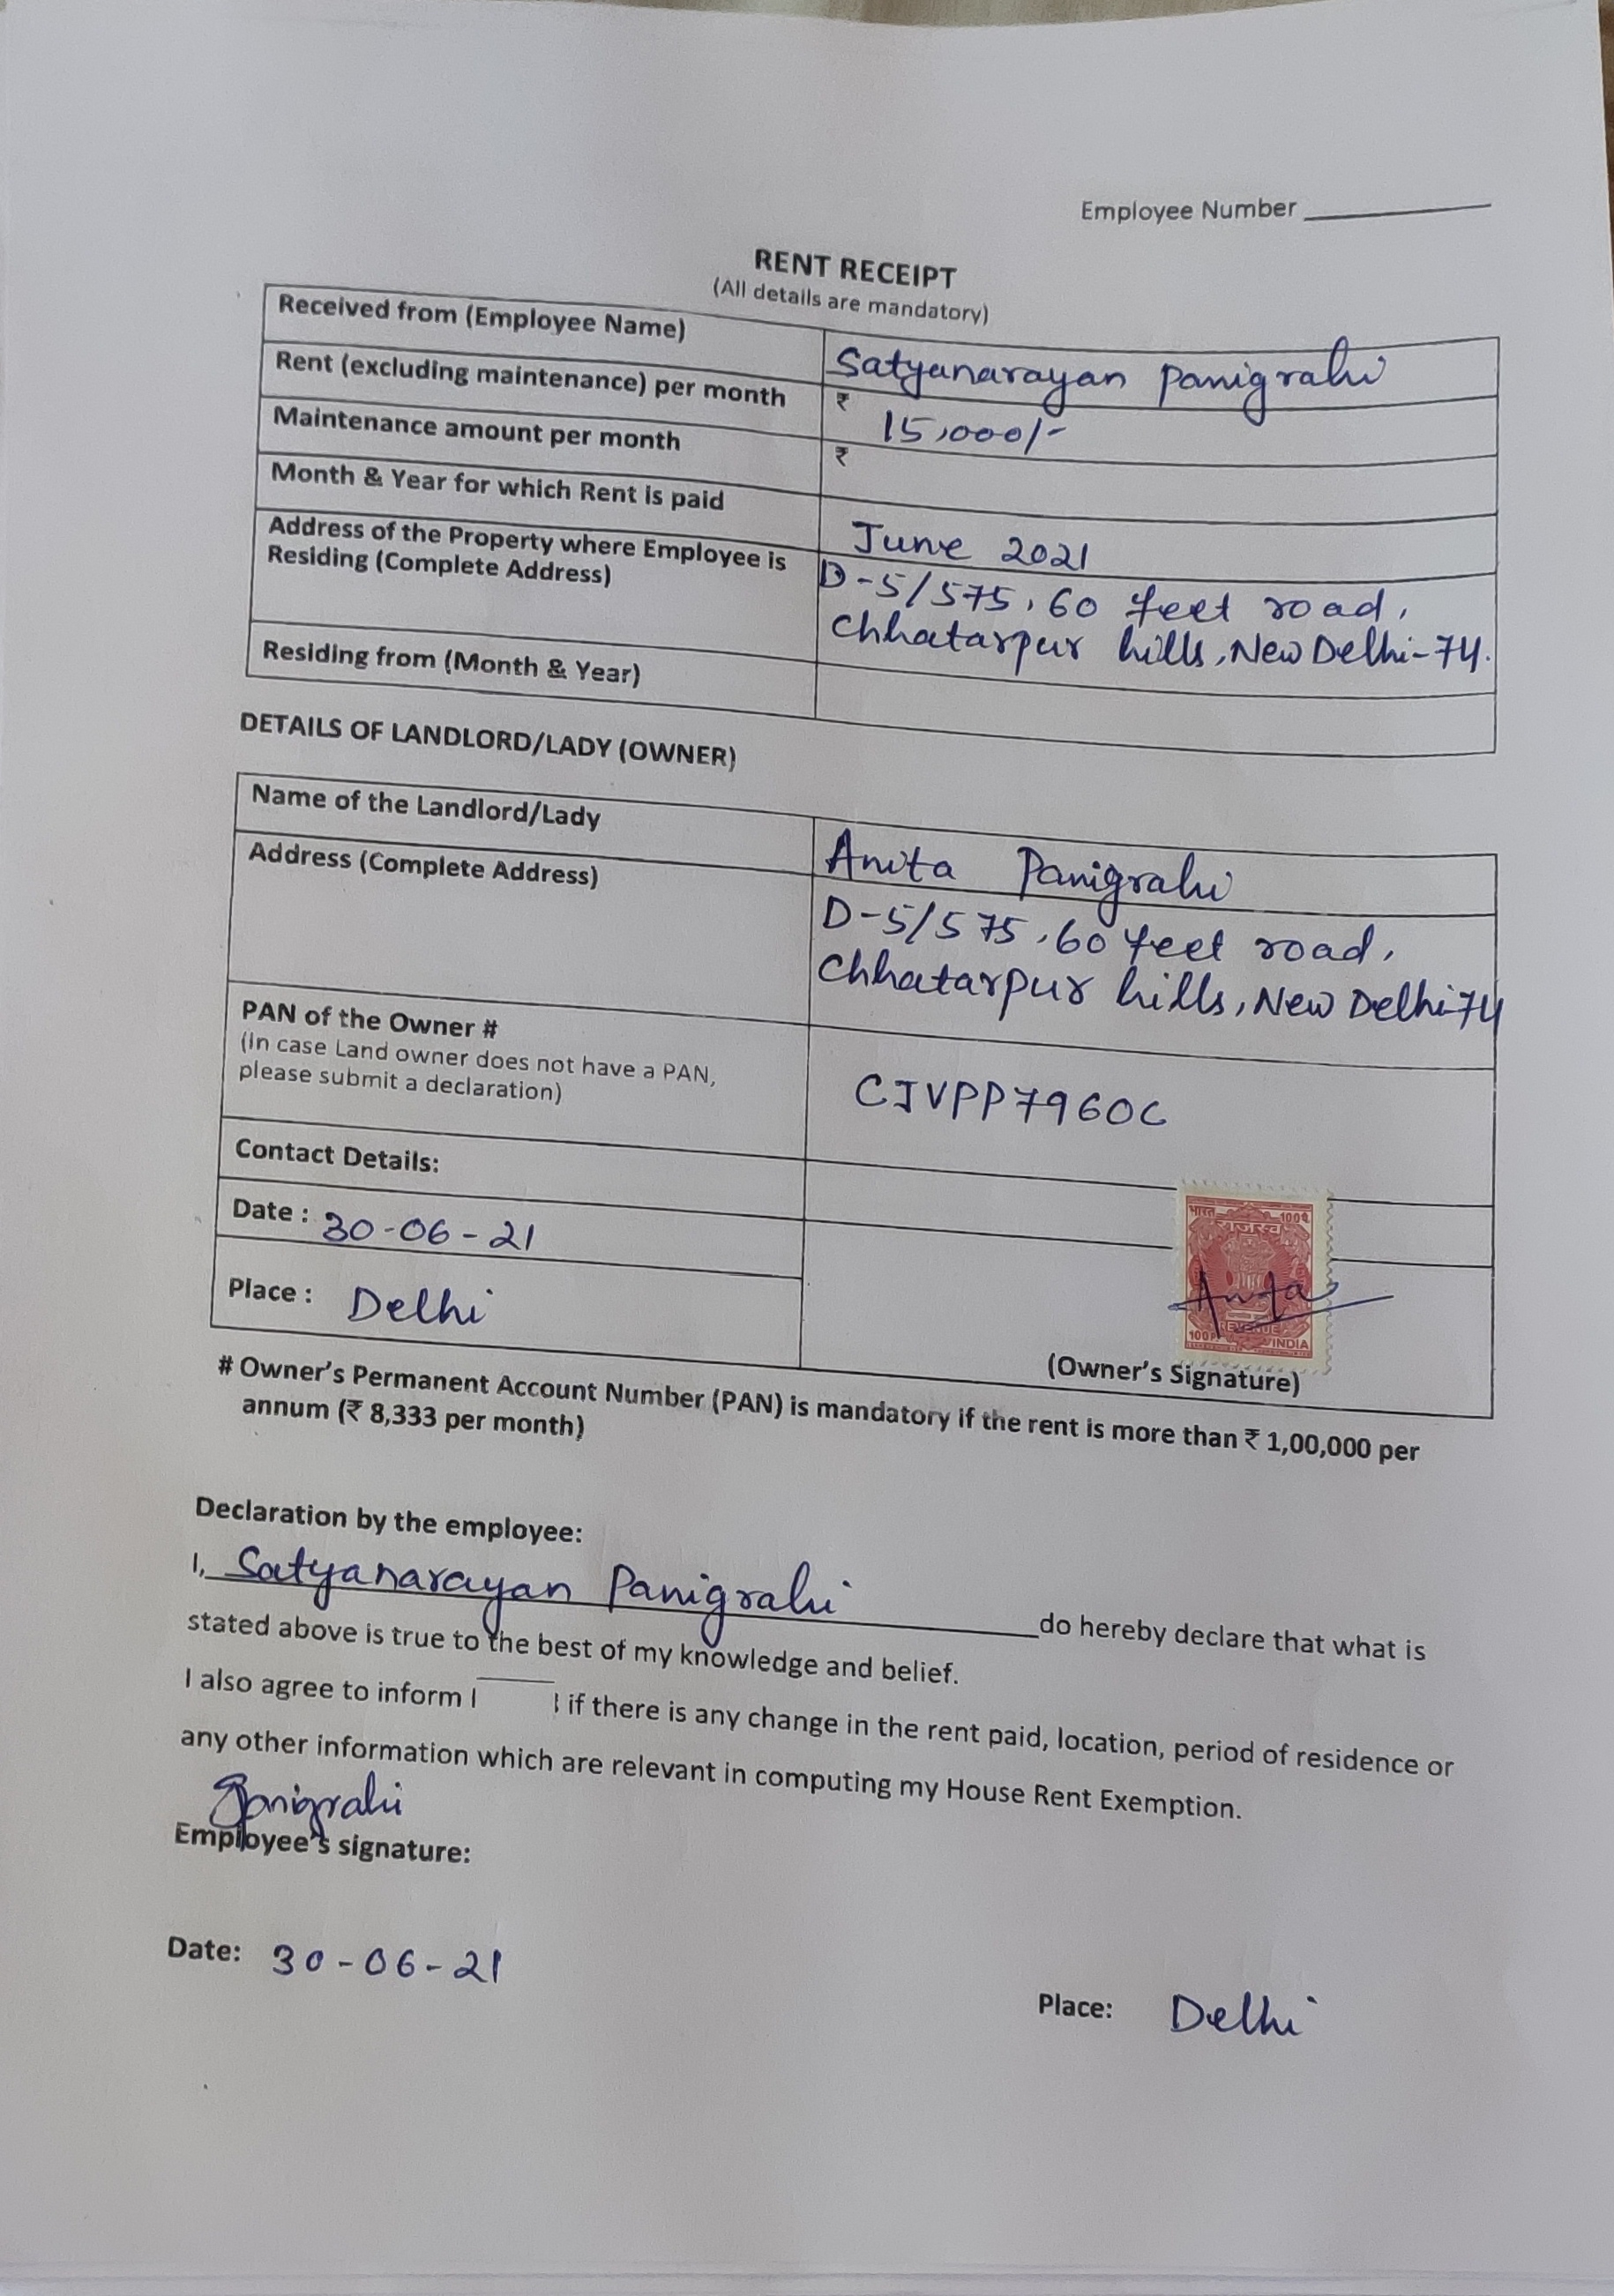 Employee Number
RENT RECEIPT
(All details are mandatory)
Received from (Employee Name) Satyanarayan Panigrahi
Rent (excluding maintenance) per month ₹ 15,000/-
Maintenance amount per month ₹
Month & Year for which Rent is paid June 2021
Address of the Property where Employee is D-5/575, 60 feet road,
Residing (Complete Address) Chhatarpur hills, New Delhi-74.
Residing from (Month & Year)
DETAILS OF LANDLORD/LADY (OWNER)
Name of the Landlord/Lady Anita Panigrahi
Address (Complete Address) D-5/575, 60 feet road,
Chhatarpur hills, New Delhi-74
PAN of the Owner #
(In case Land owner does not have a PAN,
please submit a declaration) CJVPP7960C
Contact Details:
Date : 30-06-21
भारत 100
राजस्व
Anita
REVENUE
100 INDIA
Place : Delhi
(Owner's Signature)
# Owner's Permanent Account Number (PAN) is mandatory if the rent is more than ₹ 1,00,000 per
annum (₹ 8,333 per month)
Declaration by the employee:
I, Satyanarayan Panigrahi do hereby declare that what is
stated above is true to the best of my knowledge and belief.
I also agree to inform if there is any change in the rent paid, location, period of residence or
any other information which are relevant in computing my House Rent Exemption.
SPanigrahi
Employee's signature:
Date: 30-06-21
Place: Delhi